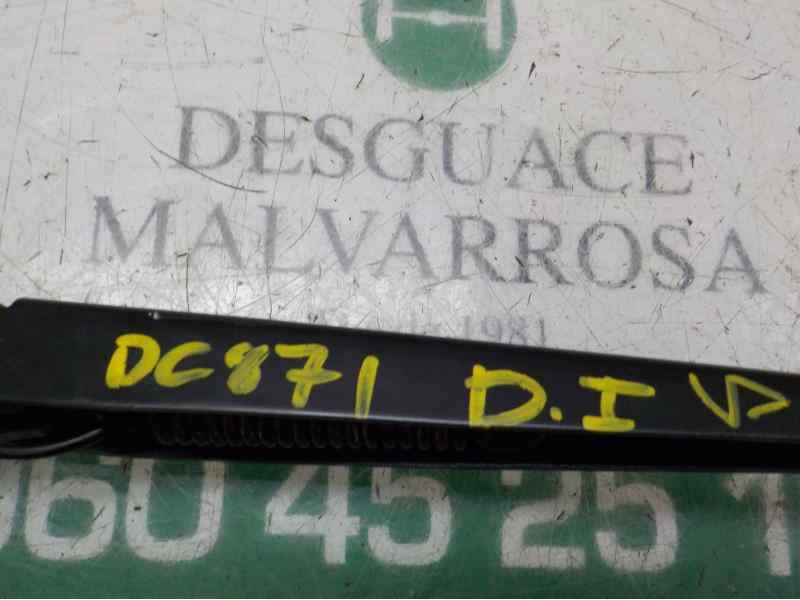 DESGUACE
MALVARROSA
1981
DC871 D.I
60 45 25 1